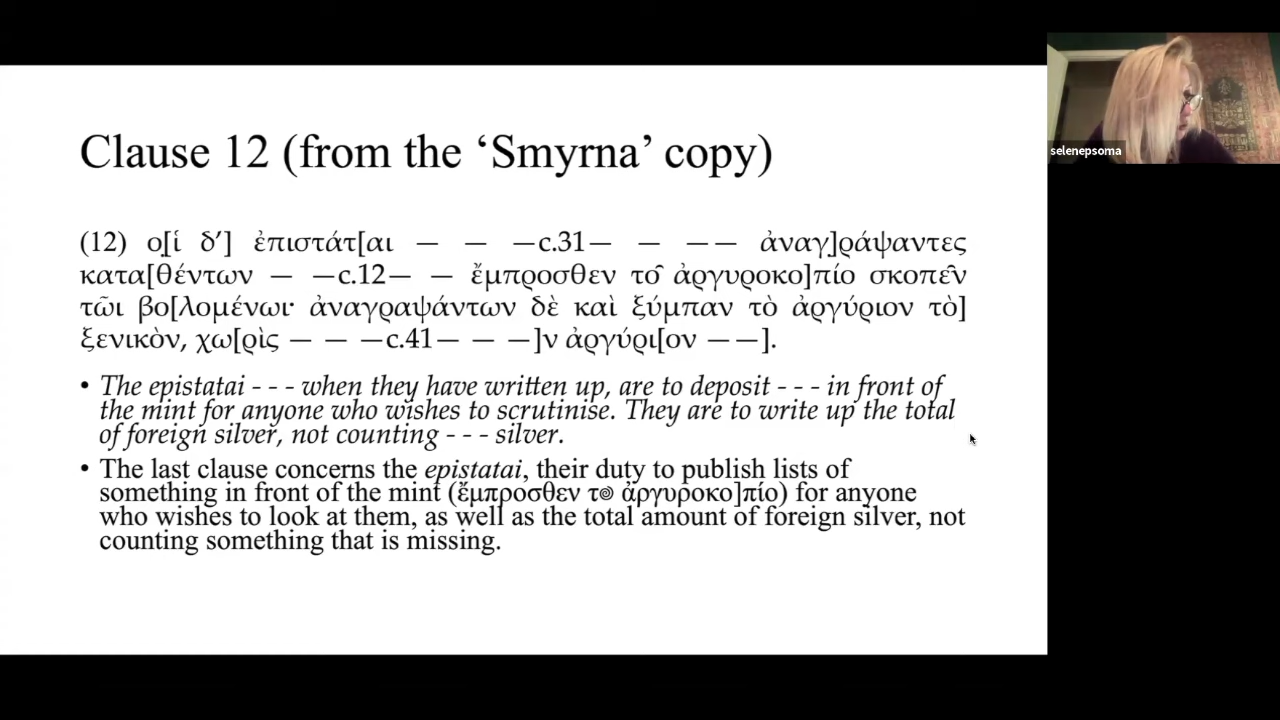 Clause 12 (from the ‘Smyrna’ copy)
selenepsoma
(12) ο[ἱ δ’] ἐπιστάτ[αι — — —c.31— — —— ἀναγ]ράψαντες
κατα[θέντων — —c.12— — ἔμπροσθεν το͂ ἀργυροκο]πίο σκοπε͂ν
τῶι βο[λομένωι· ἀναγραψάντων δὲ καὶ ξύμπαν τὸ ἀργύριον τὸ]
ξενικὸν, χω[ρὶς — — —c.41— — —]ν ἀργύρι[ον ——].
• The epistatai - - - when they have written up, are to deposit - - - in front of
the mint for anyone who wishes to scrutinise. They are to write up the total
of foreign silver, not counting - - - silver.
• The last clause concerns the epistatai, their duty to publish lists of
something in front of the mint (ἔμπροσθεν ἀργυροκο]πίο) for anyone
who wishes to look at them, as well as the total amount of foreign silver, not
counting something that is missing.